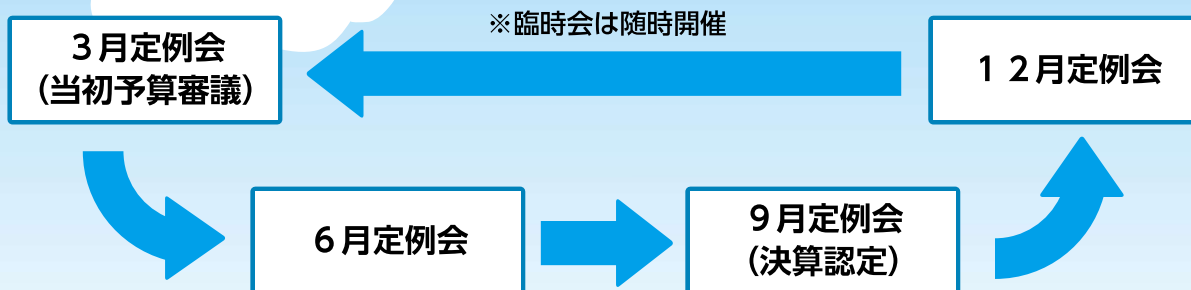 ※臨時会は随時開催
３月定例会
（当初予算審議）
１２月定例会
６月定例会
９月定例会
（決算認定）